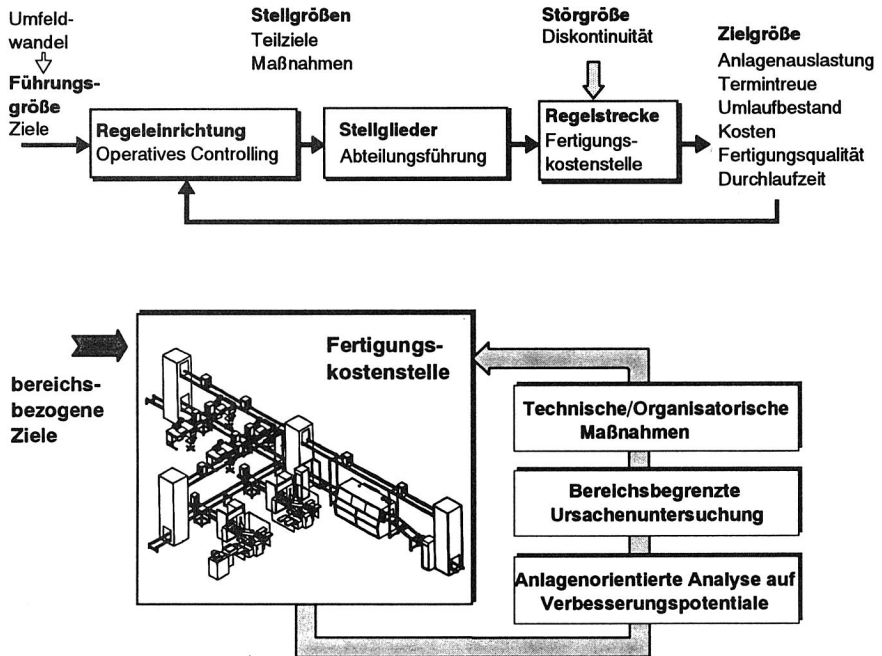 Umfeld-
wandel
Führungs-
größe
Ziele
Stellgrößen
Teilziele
Maßnahmen
Störgröße
Diskontinuität
Zielgröße
Anlagenauslastung
Termintreue
Umlaufbestand
Kosten
Fertigungsqualität
Durchlaufzeit
Regeleinrichtung
Operatives Controlling
Stellglieder
Abteilungsführung
Regelstrecke
Fertigungs-
kostenstelle
bereichs-
bezogene
Ziele
Fertigungs-
kostenstelle
Technische/Organisatorische
Maßnahmen
Bereichsbegrenzte
Ursachenuntersuchung
Anlagenorientierte Analyse auf
Verbesserungspotentiale